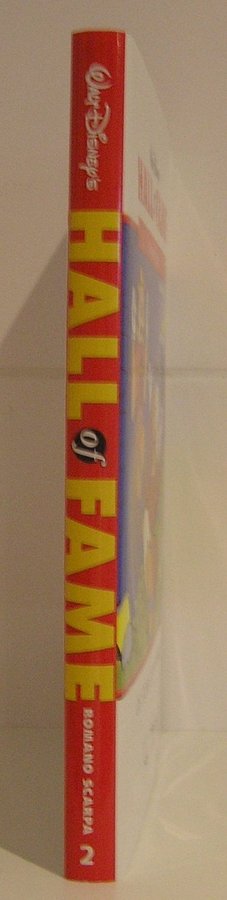 Walt Disney's
HALL of FAME
ROMANO SCARPA
2